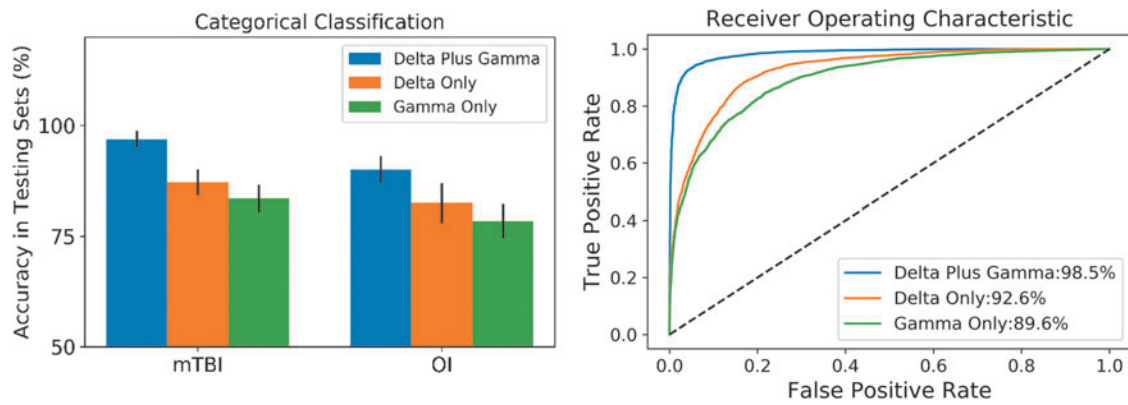 Categorical Classification
Accuracy in Testing Sets (%)
100
75
50
Delta Plus Gamma
Delta Only
Gamma Only
mTBI
OI
Receiver Operating Characteristic
True Positive Rate
1.0
0.8
0.6
0.4
0.2
0.0
Delta Plus Gamma:98.5%
Delta Only:92.6%
Gamma Only:89.6%
0.0 0.2 0.4 0.6 0.8 1.0
False Positive Rate